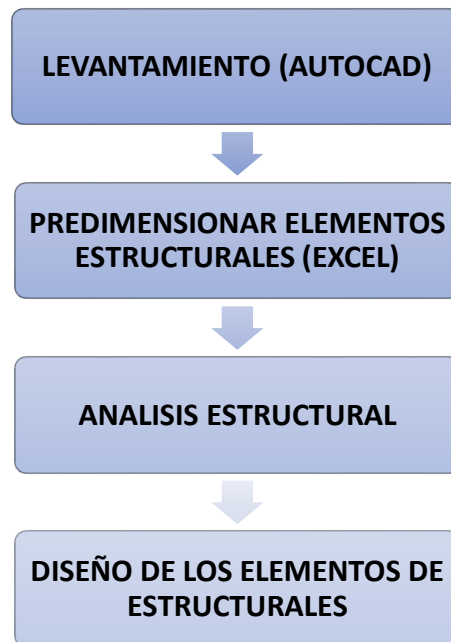 LEVANTAMIENTO (AUTOCAD)
PREDIMENSIONAR ELEMENTOS
ESTRUCTURALES (EXCEL)
ANALISIS ESTRUCTURAL
DISEÑO DE LOS ELEMENTOS DE
ESTRUCTURALES